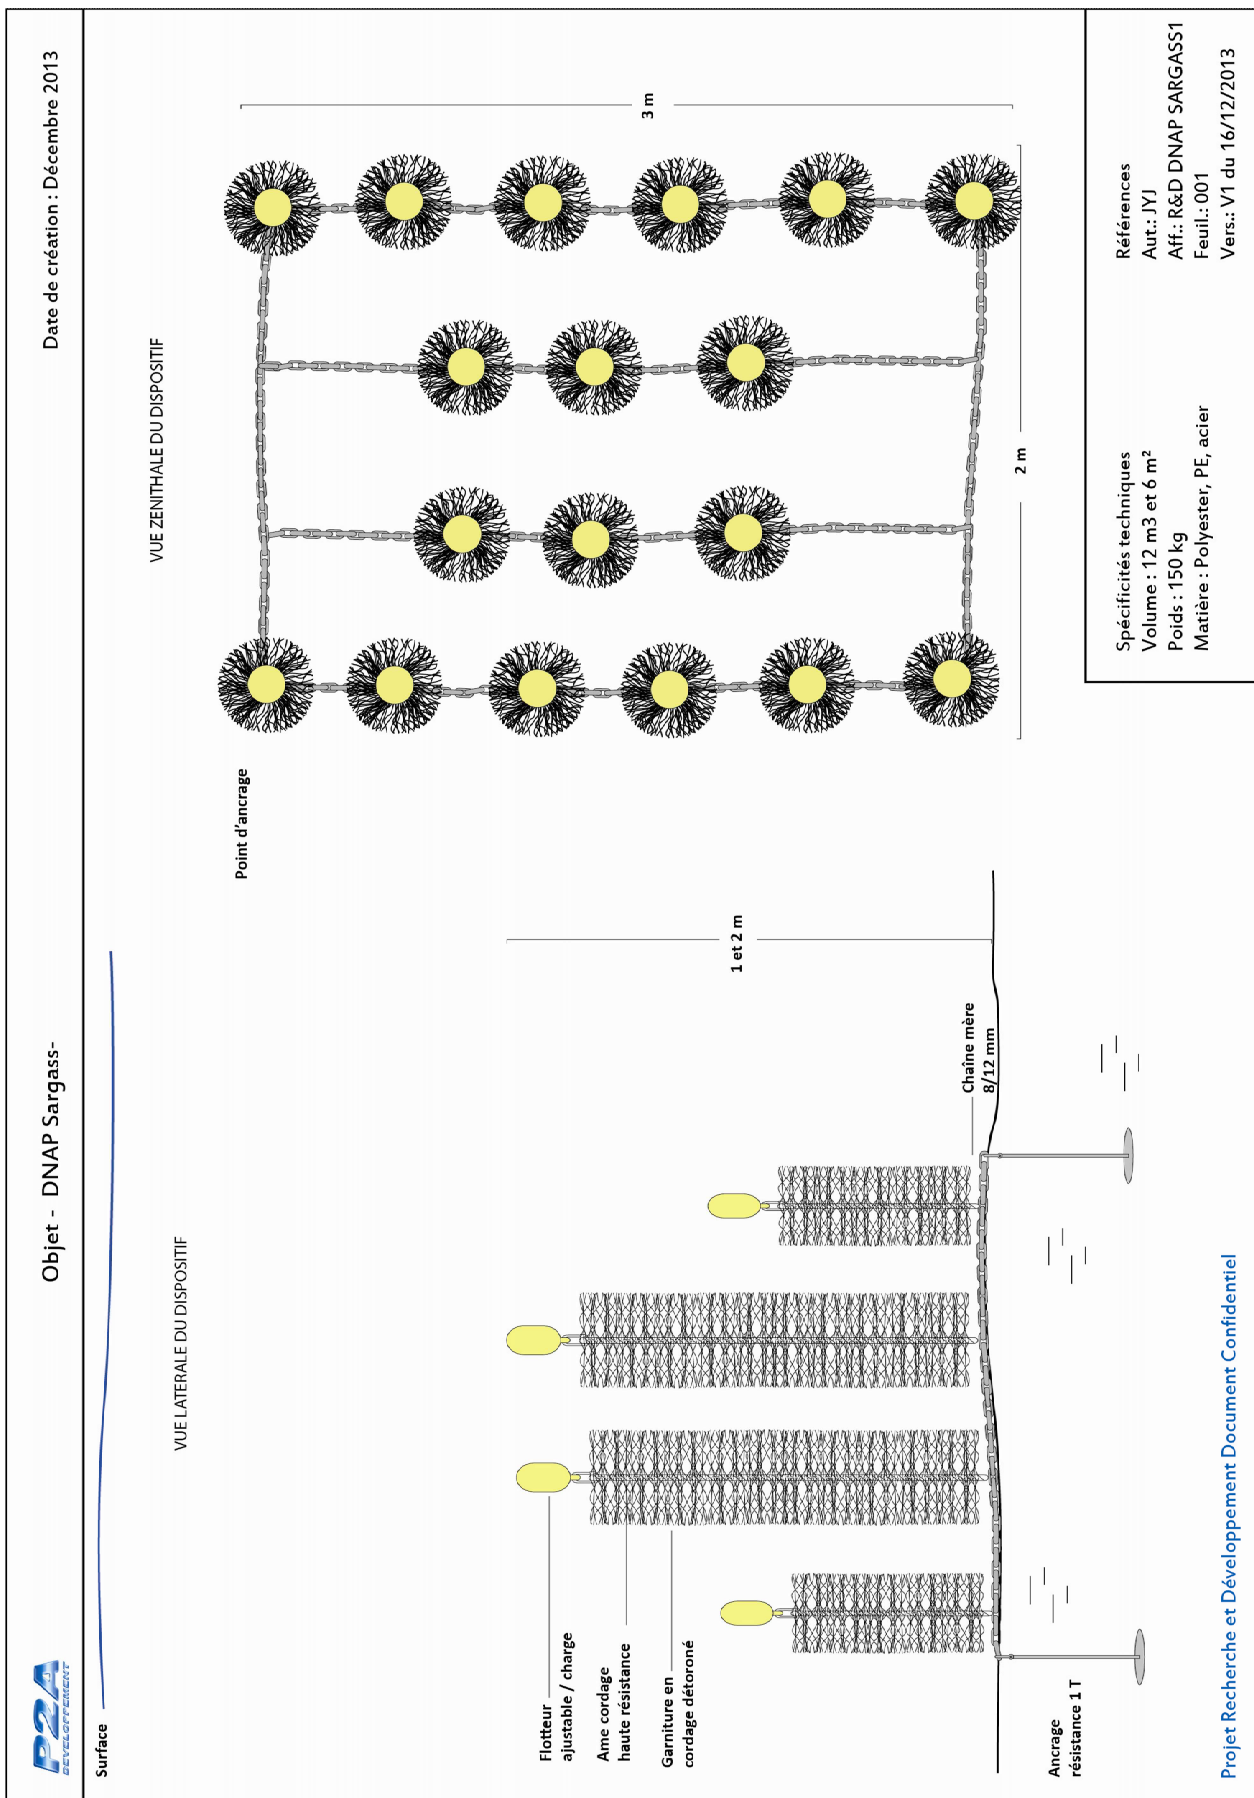 P2A
DEVELOPPEMENT
Objet - DNAP Sargass-
Date de création : Décembre 2013
Surface
VUE LATERALE DU DISPOSITIF
VUE ZENITHALE DU DISPOSITIF
Flotteur
ajustable / charge
Ame cordage
haute résistance
Garniture en
cordage détoroné
Ancrage
résistance 1 T
Chaîne mère
8/12 mm
1 et 2 m
Point d'ancrage
3 m
2 m
Spécificités techniques
Volume : 12 m3 et 6 m²
Poids : 150 kg
Matière : Polyester, PE, acier
Références
Aut.: JYJ
Aff.: R&D DNAP SARGASS1
Feuil.: 001
Vers.: V1 du 16/12/2013
Projet Recherche et Développement Document Confidentiel